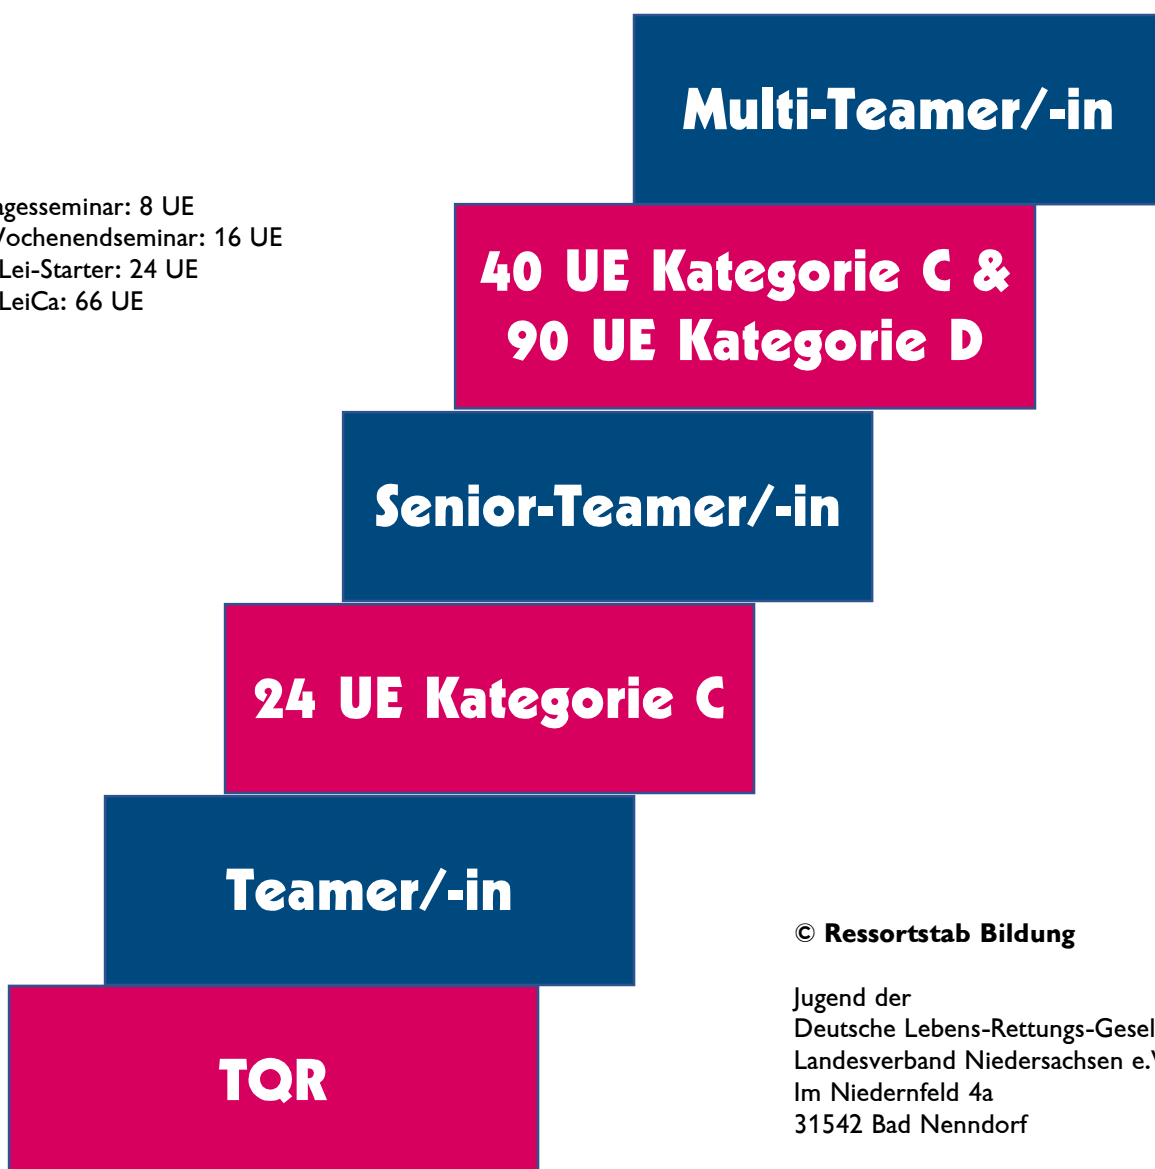 Multi-Teamer/-in
agesseminar: 8 UE
Vochenendseminar: 16 UE
Lei-Starter: 24 UE
LeiCa: 66 UE
40 UE Kategorie C &
90 UE Kategorie D
Senior-Teamer/-in
24 UE Kategorie C
Teamer/-in
© Ressortstab Bildung
Jugend der
Deutsche Lebens-Rettungs-Gesel
Landesverband Niedersachsen e.V
Im Niedernfeld 4a
31542 Bad Nenndorf
TQR